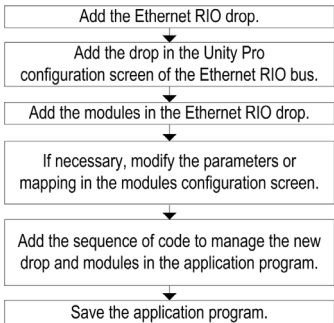 Add the Ethernet RIO drop.
Add the drop in the Unity Pro
configuration screen of the Ethernet RIO bus.
Add the modules in the Ethernet RIO drop.
If necessary, modify the parameters or
mapping in the modules configuration screen.
Add the sequence of code to manage the new
drop and modules in the application program.
Save the application program.